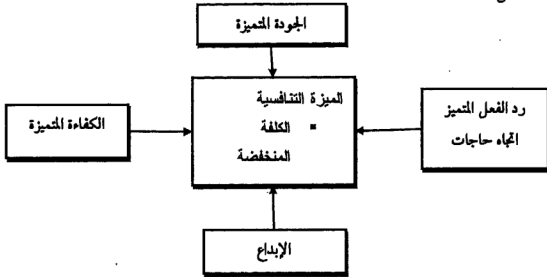 الجودة المتميزة
الميزة التنافسية
▪ الكلفة
المنخفضة
الكفاءة المتميزة
رد الفعل المتميز
اتجاه حاجات
الإبداع